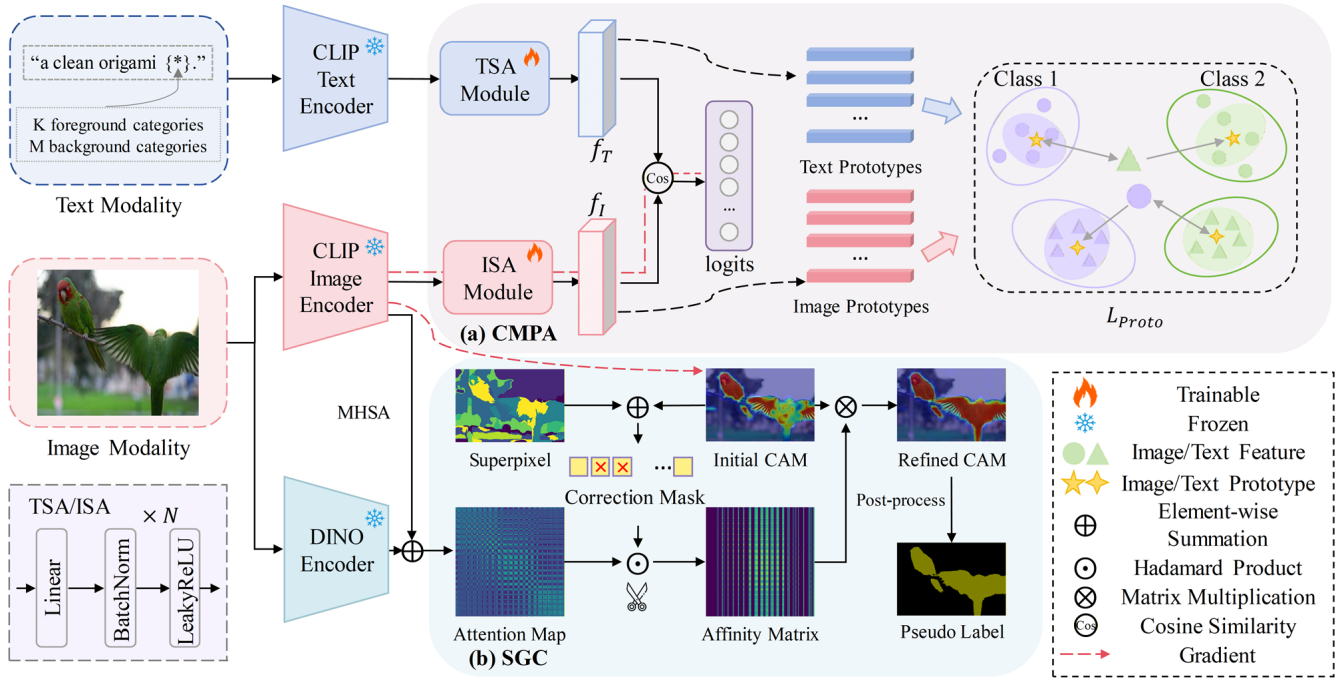 “a clean origami {*}.”
K foreground categories
M background categories
Text Modality
CLIP
Text
Encoder
TSA
Module
f_T
Cos
logits
...
...
Text Prototypes
Class 1
Class 2
L_Proto
Image Modality
CLIP
Image
Encoder
ISA
Module
f_I
...
Image Prototypes
(a) CMPA
MHSA
DINO
Encoder
TSA/ISA
× N
Linear
BatchNorm
LeakyReLU
Superpixel
Initial CAM
Refined CAM
...
Correction Mask
Post-process
Attention Map
Affinity Matrix
Pseudo Label
(b) SGC
Trainable
Frozen
Image/Text Feature
Image/Text Prototype
Element-wise
Summation
Hadamard Product
Matrix Multiplication
Cos
Cosine Similarity
Gradient